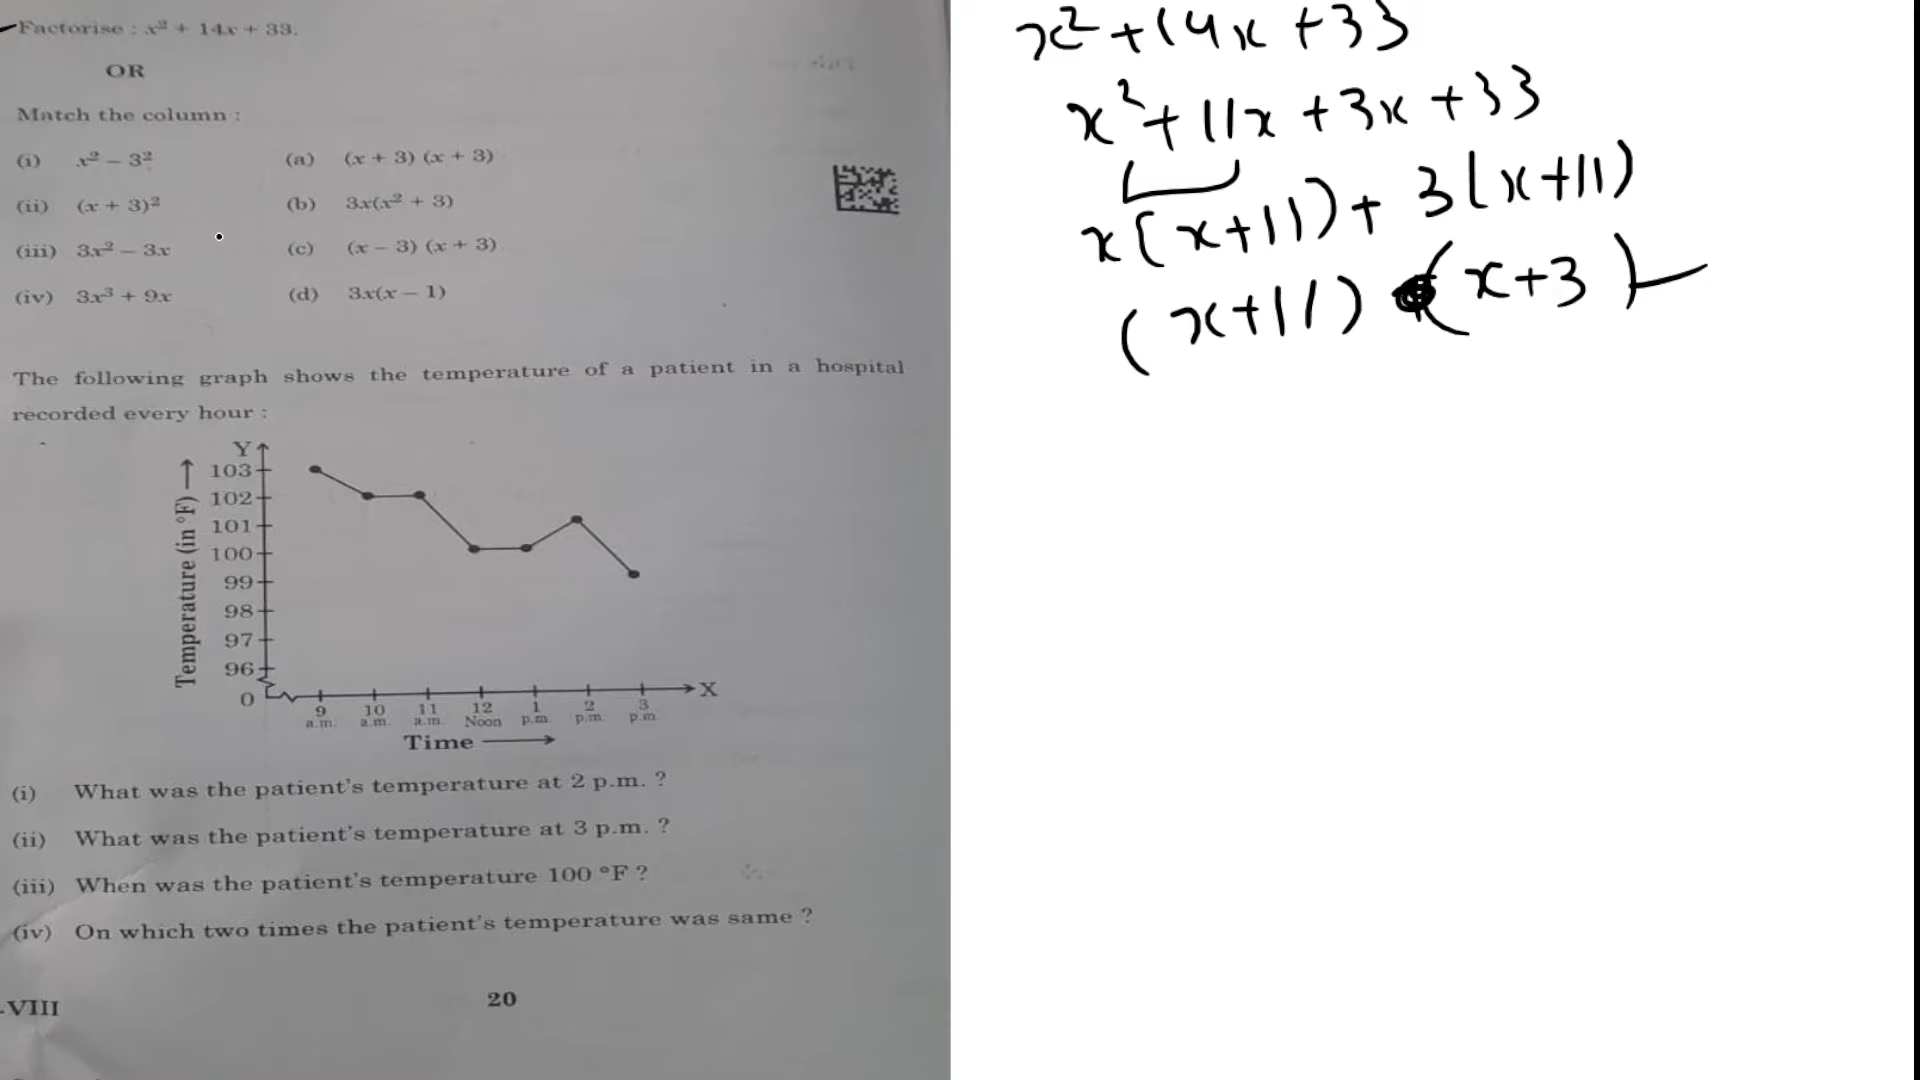 Factorise : x² + 14x + 33.
OR
Match the column :
(i) x² – 3² (a) (x + 3) (x + 3)
(ii) (x + 3)² (b) 3x(x² + 3)
(iii) 3x² – 3x (c) (x – 3) (x + 3)
(iv) 3x³ + 9x (d) 3x(x – 1)
The following graph shows the temperature of a patient in a hospital
recorded every hour :
Y
103
102
101
100
99
98
97
96
0
Temperature (in °F)
X
9 a.m. 10 a.m. 11 a.m. 12 Noon 1 p.m. 2 p.m. 3 p.m.
Time
(i) What was the patient's temperature at 2 p.m. ?
(ii) What was the patient's temperature at 3 p.m. ?
(iii) When was the patient's temperature 100 °F ?
(iv) On which two times the patient's temperature was same ?
-VIII
20
x² + 14x + 33
x² + 11x + 3x + 33
x(x+11) + 3(x+11)
(x+11) (x+3)